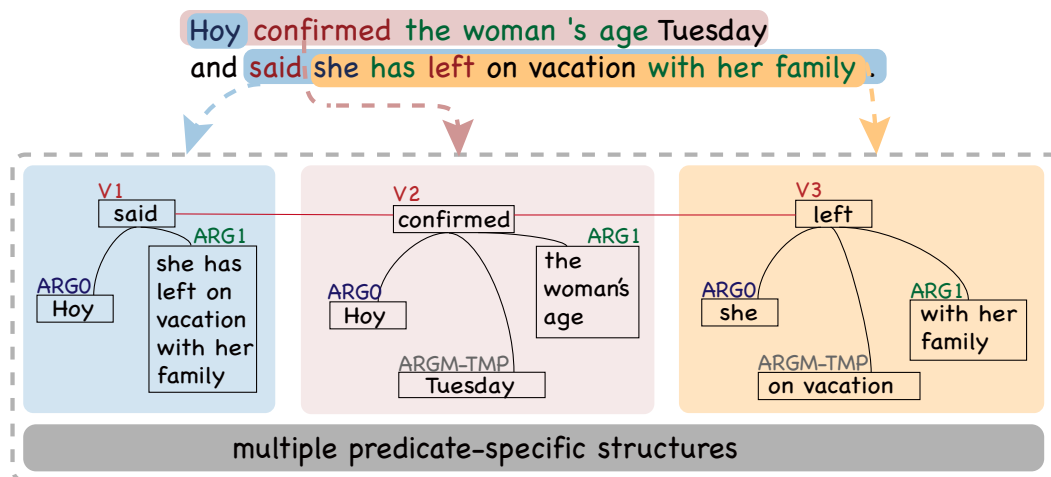 Hoy confirmed the woman 's age Tuesday
and said she has left on vacation with her family .
V1
said
ARG0
Hoy
ARG1
she has
left on
vacation
with her
family
V2
confirmed
ARG0
Hoy
ARGM-TMP
Tuesday
ARG1
the
woman's
age
V3
left
ARG0
she
ARGM-TMP
on vacation
ARG1
with her
family
multiple predicate-specific structures